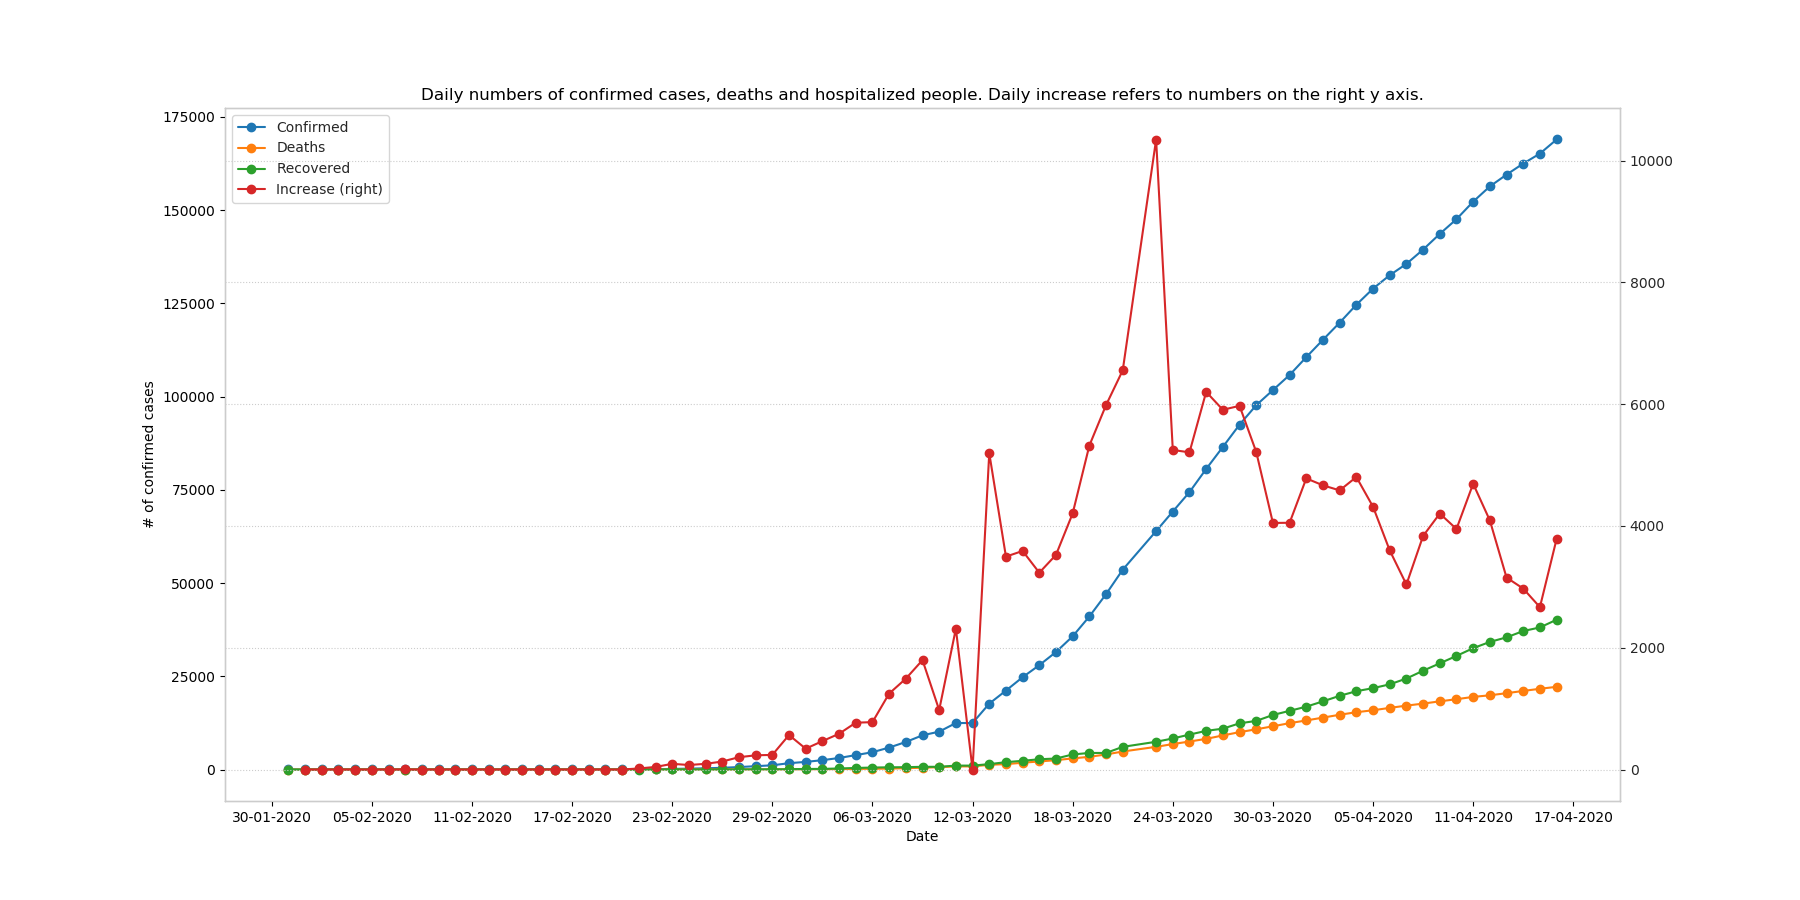 Daily numbers of confirmed cases, deaths and hospitalized people. Daily increase refers to numbers on the right y axis.
Confirmed
Deaths
Recovered
Increase (right)
# of confirmed cases
175000
150000
125000
100000
75000
50000
25000
0
10000
8000
6000
4000
2000
0
30-01-2020 05-02-2020 11-02-2020 17-02-2020 23-02-2020 29-02-2020 06-03-2020 12-03-2020 18-03-2020 24-03-2020 30-03-2020 05-04-2020 11-04-2020 17-04-2020
Date